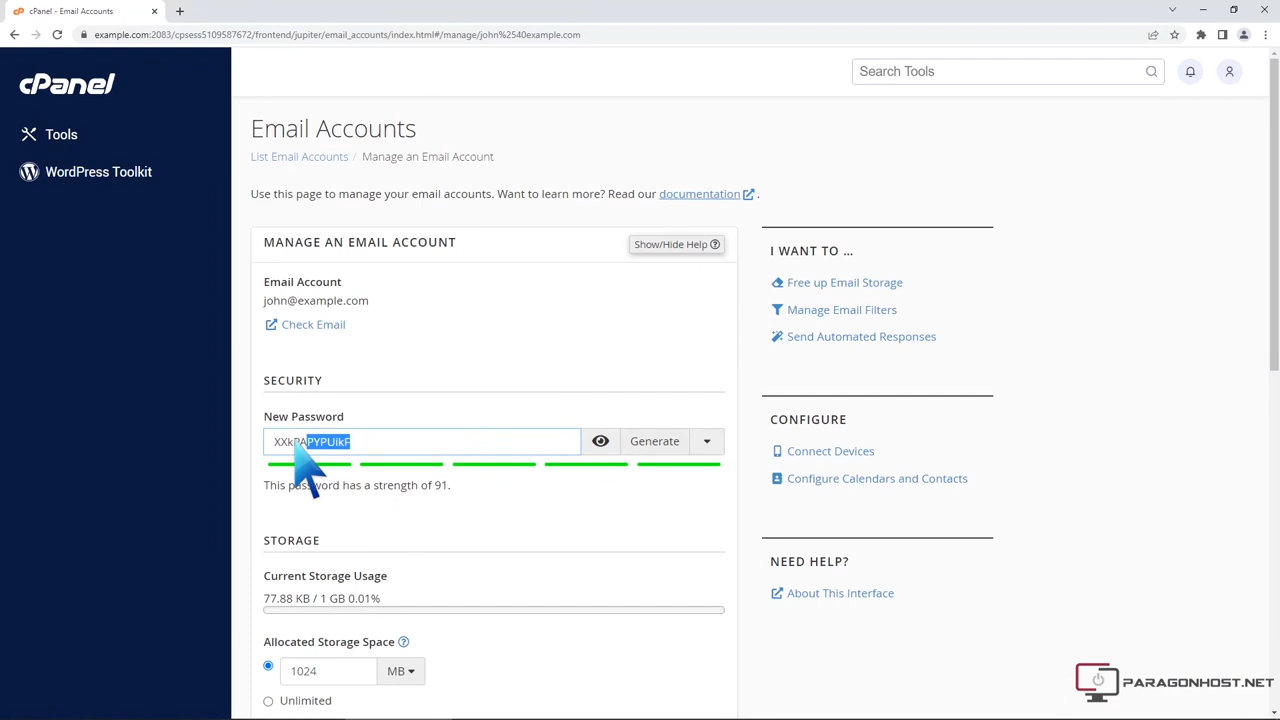 cPanel - Email Accounts
example.com:2083/cpsess5109587672/frontend/jupiter/email_accounts/index.html#/manage/john%2540example.com
cPanel
Search Tools
Tools
WordPress Toolkit
Email Accounts
List Email Accounts / Manage an Email Account
Use this page to manage your email accounts. Want to learn more? Read our documentation .
MANAGE AN EMAIL ACCOUNT
Show/Hide Help
Email Account
john@example.com
Check Email
SECURITY
New Password
PYPUikF
Generate
This password has a strength of 91.
STORAGE
Current Storage Usage
77.88 KB / 1 GB 0.01%
Allocated Storage Space
1024 MB
Unlimited
I WANT TO ...
Free up Email Storage
Manage Email Filters
Send Automated Responses
CONFIGURE
Connect Devices
Configure Calendars and Contacts
NEED HELP?
About This Interface
PARAGONHOST.NET